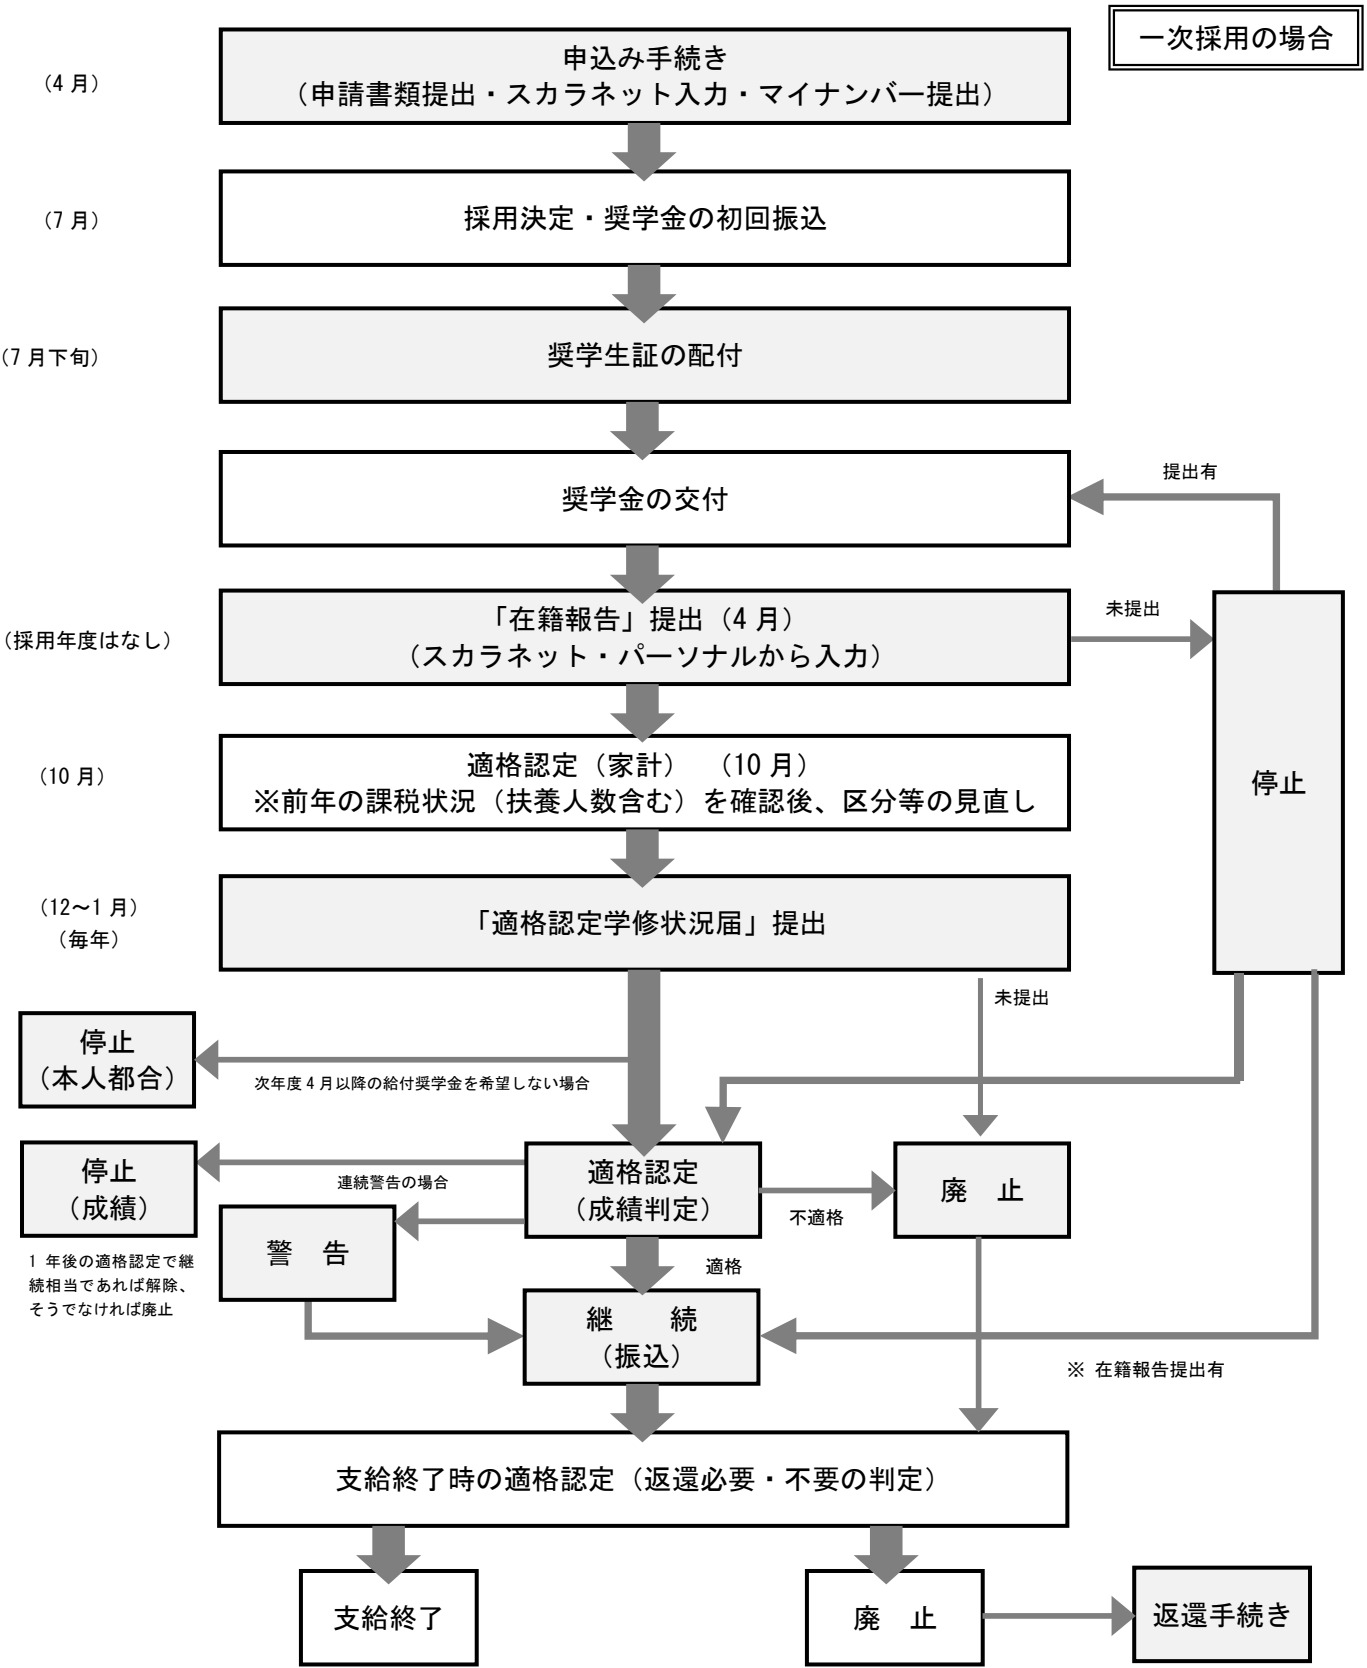 一次採用の場合
(4 月)
申込み手続き
(申請書類提出・スカラネット入力・マイナンバー提出)
(7 月)
採用決定・奨学金の初回振込
(7 月下旬)
奨学生証の配付
奨学金の交付
提出有
(採用年度はなし)
「在籍報告」提出(4 月)
(スカラネット・パーソナルから入力)
未提出
停止
(10 月)
適格認定(家計) (10 月)
※前年の課税状況(扶養人数含む)を確認後、区分等の見直し
(12～1 月)
(毎年)
「適格認定学修状況届」提出
未提出
停止
(本人都合)
次年度 4 月以降の給付奨学金を希望しない場合
停止
(成績)
連続警告の場合
適格認定
(成績判定)
不適格
廃 止
1 年後の適格認定で継
続相当であれば解除、
そうでなければ廃止
警 告
適格
継 続
(振込)
※ 在籍報告提出有
支給終了時の適格認定(返還必要・不要の判定)
支給終了
廃 止
返還手続き